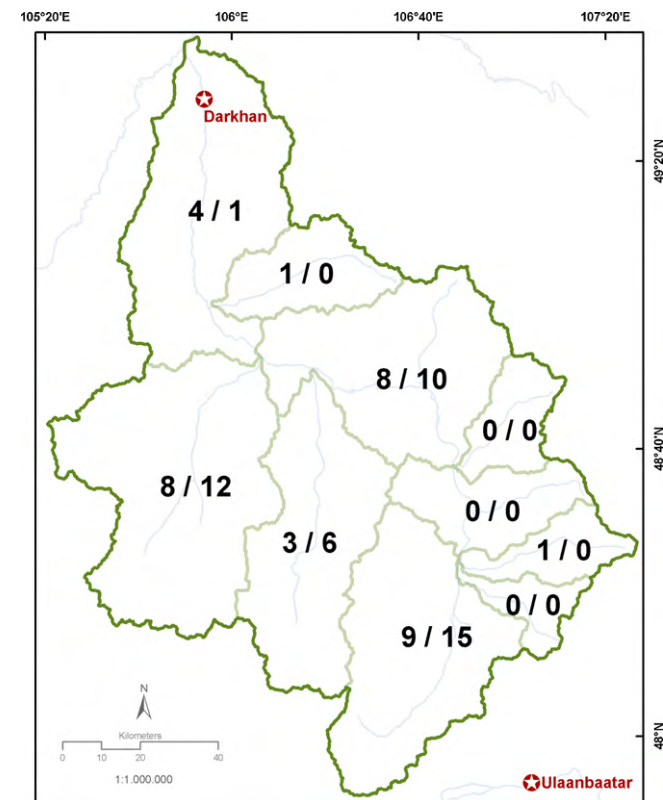 105°20'E 106°E 106°40'E 107°20'E
Darkhan
49°20'N
4 / 1
1 / 0
8 / 10
0 / 0
48°40'N
8 / 12
0 / 0
3 / 6
1 / 0
0 / 0
9 / 15
N
Kilometers
0 10 20 40
48°N
1:1.000.000
Ulaanbaatar